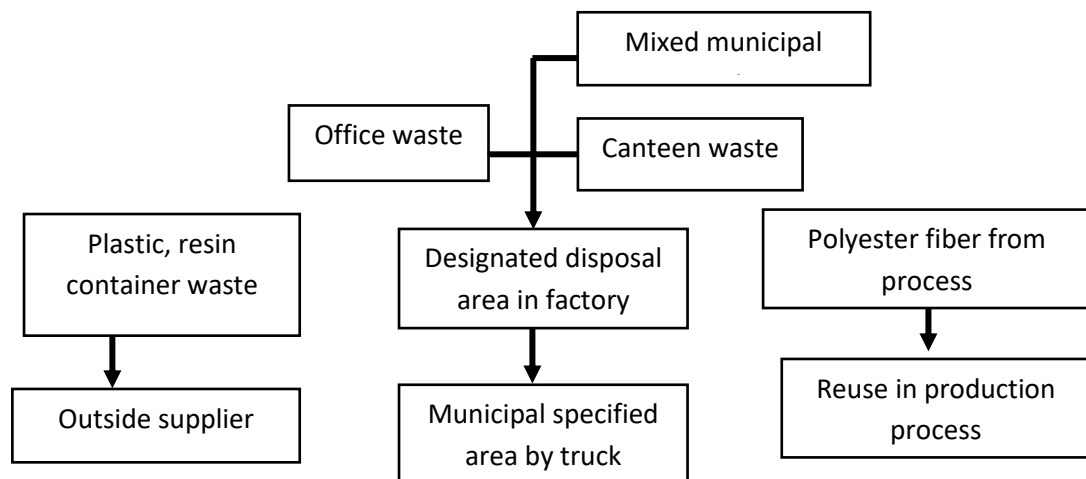 Mixed municipal
Office waste
Canteen waste
Plastic, resin
container waste
Designated disposal
area in factory
Polyester fiber from
process
Outside supplier
Municipal specified
area by truck
Reuse in production
process